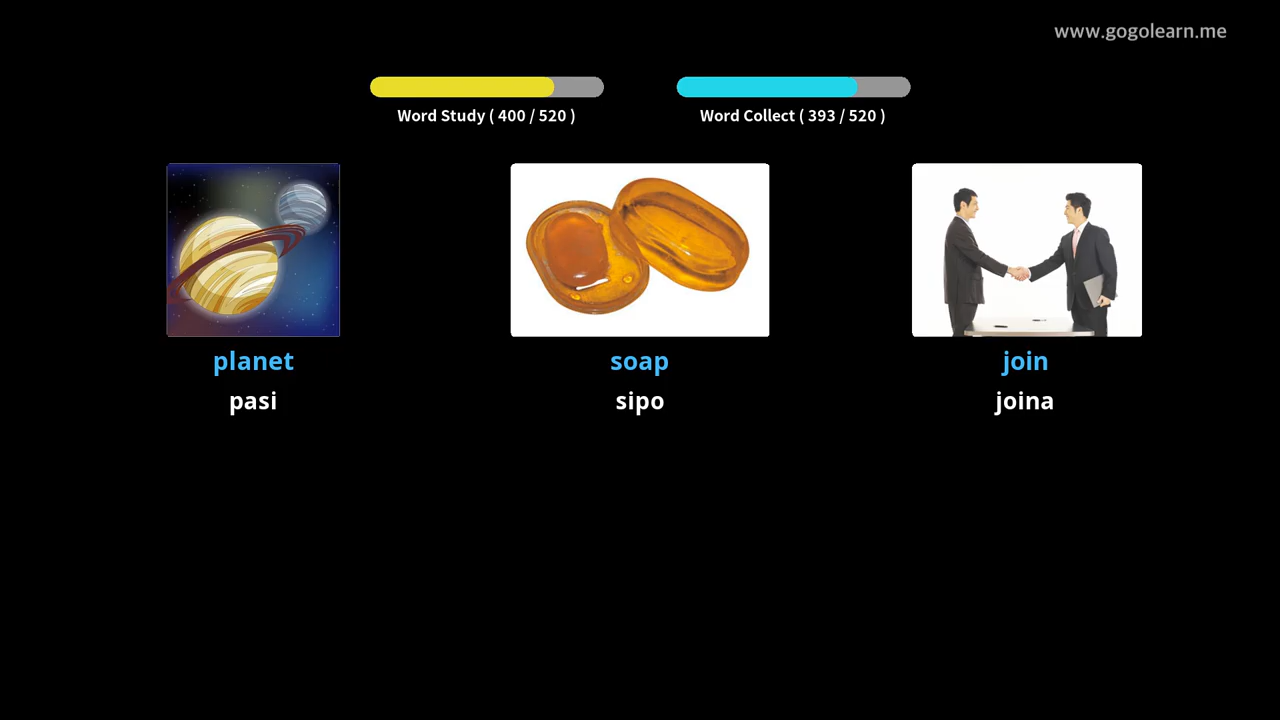 www.gogolearn.me
Word Study ( 400 / 520 )
Word Collect ( 393 / 520 )
planet
pasi
soap
sipo
join
joina